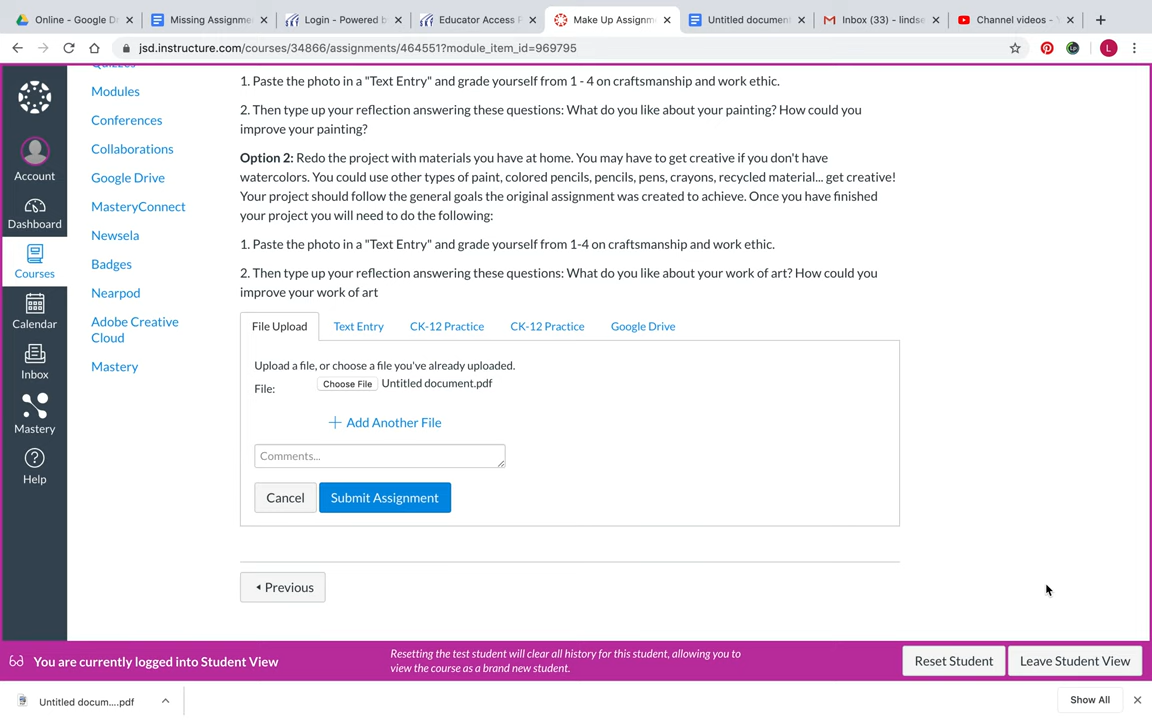 Online - Google Dr
Missing Assignme
Login - Powered b
Educator Access P
Make Up Assignm
Untitled document
Inbox (33) - lindse
Channel videos - Y
jsd.instructure.com/courses/34866/assignments/464551?module_item_id=969795
L
Account
Dashboard
Courses
Calendar
Inbox
Mastery
Help
Quizzes
Modules
Conferences
Collaborations
Google Drive
MasteryConnect
Newsela
Badges
Nearpod
Adobe Creative
Cloud
Mastery
1. Paste the photo in a "Text Entry" and grade yourself from 1 - 4 on craftsmanship and work ethic.
2. Then type up your reflection answering these questions: What do you like about your painting? How could you
improve your painting?
Option 2: Redo the project with materials you have at home. You may have to get creative if you don't have
watercolors. You could use other types of paint, colored pencils, pencils, pens, crayons, recycled material... get creative!
Your project should follow the general goals the original assignment was created to achieve. Once you have finished
your project you will need to do the following:
1. Paste the photo in a "Text Entry" and grade yourself from 1-4 on craftsmanship and work ethic.
2. Then type up your reflection answering these questions: What do you like about your work of art? How could you
improve your work of art
File Upload Text Entry CK-12 Practice CK-12 Practice Google Drive
Upload a file, or choose a file you've already uploaded.
File: Choose File Untitled document.pdf
+ Add Another File
Comments...
Cancel Submit Assignment
Previous
You are currently logged into Student View
Resetting the test student will clear all history for this student, allowing you to
view the course as a brand new student.
Reset Student Leave Student View
Untitled docum....pdf
Show All